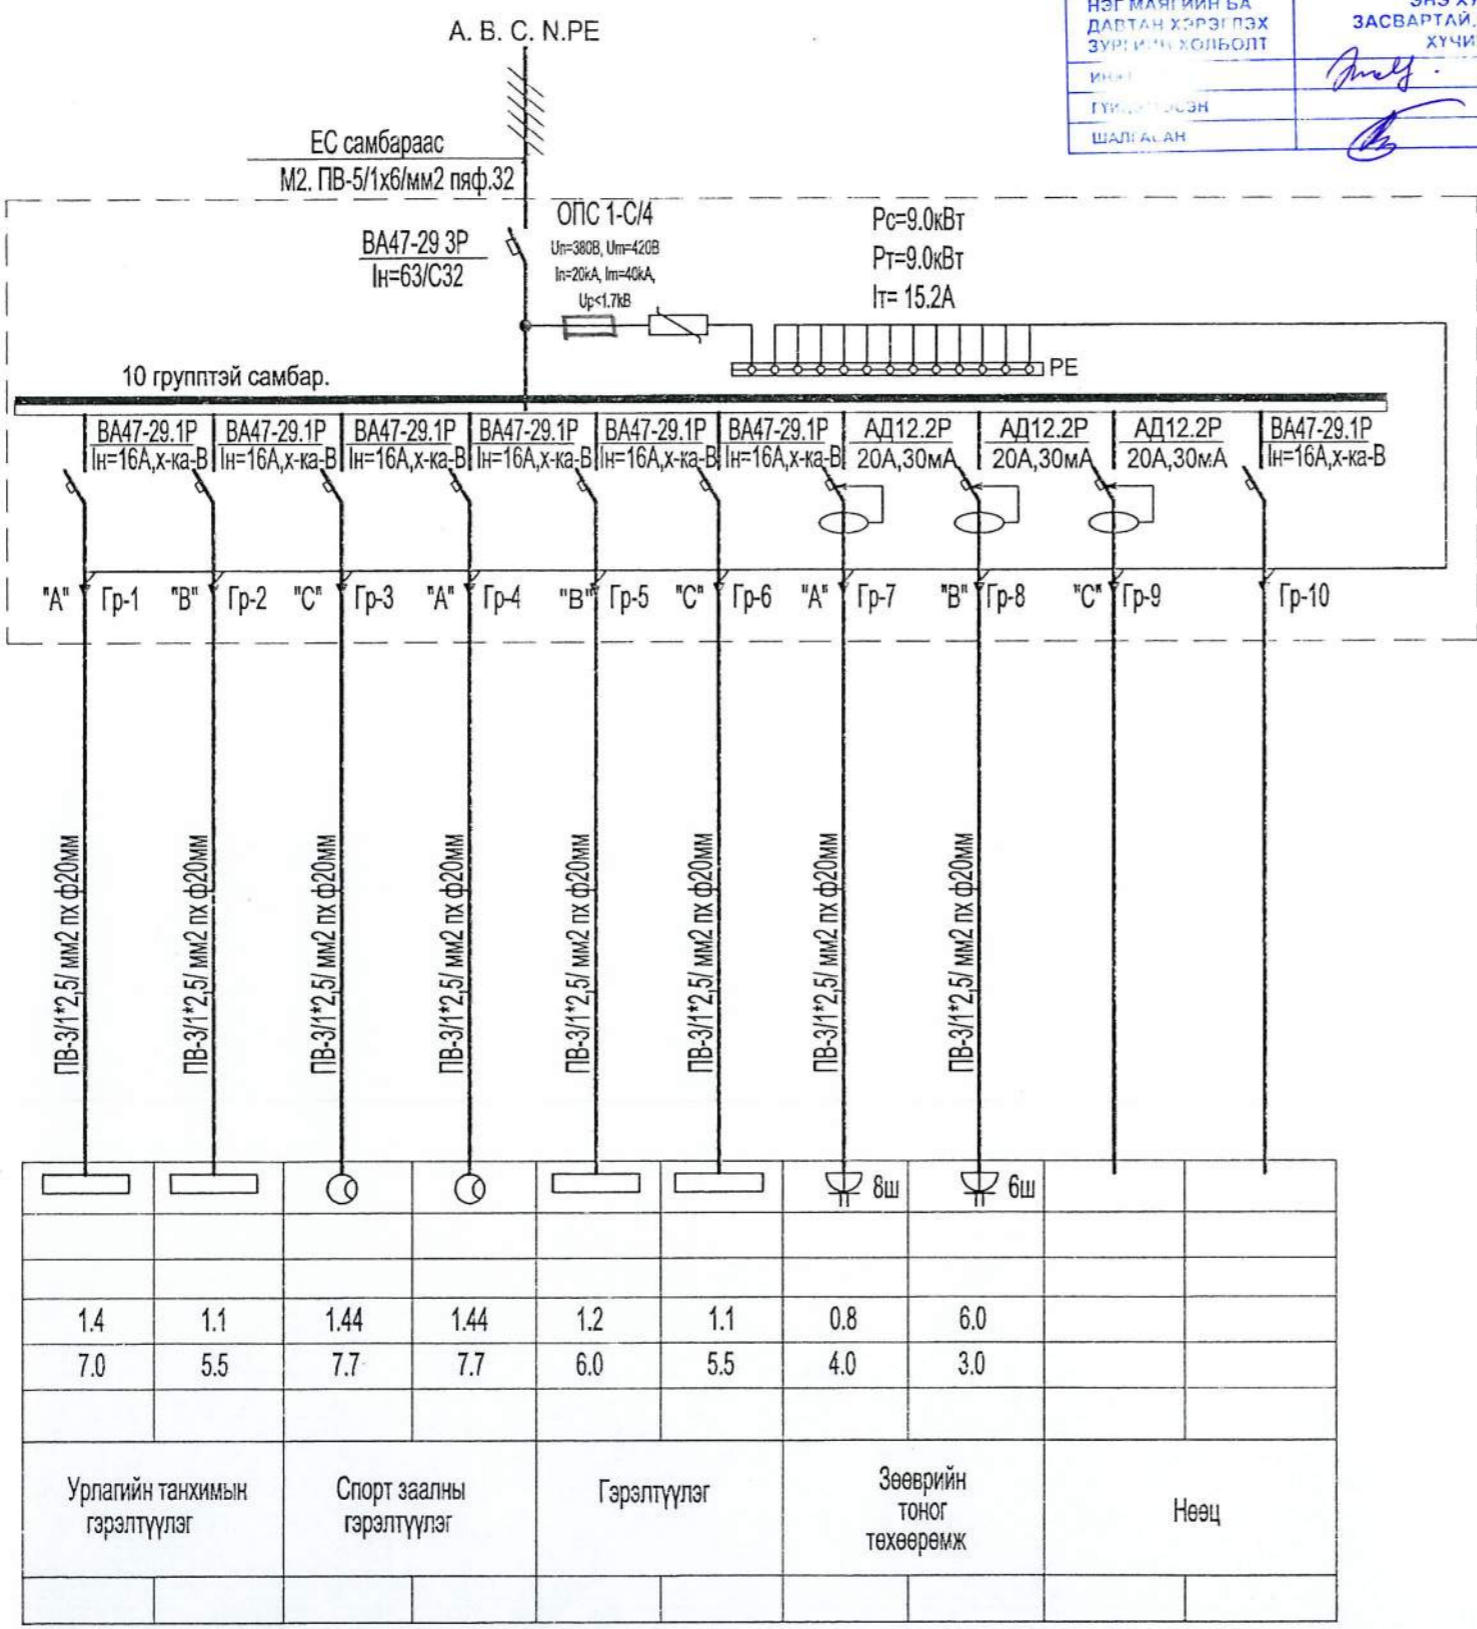 А. В. С. N.PE
НЭГ МАЯГИЙН БА
ДАВТАН ХЭРЭГЛЭХ
ЗУРГИЙН ХОЛБОЛТ
ЗАСВАРТАЙ.
ШАЛГАСАН
ЕС самбараас
М2. ПВ-5/1х6/мм2 пяф.32
ВА47-29 3Р
Iн=63/С32
ОПС 1-С/4
Un=380В, Um=420В
In=20kA, Im=40kA,
Up<1.7kВ
Рс=9.0кВт
Рт=9.0кВт
Iт= 15.2А
РЕ
10 групптэй самбар.
ВА47-29.1Р ВА47-29.1Р ВА47-29.1Р ВА47-29.1Р ВА47-29.1Р ВА47-29.1Р АД12.2Р АД12.2Р АД12.2Р ВА47-29.1Р
Iн=16А,х-ка-В Iн=16А,х-ка-В Iн=16А,х-ка-В Iн=16А,х-ка-В Iн=16А,х-ка-В Iн=16А,х-ка-В 20А,30мА 20А,30мА 20А,30мА Iн=16А,х-ка-В
"А" Гр-1 "В" Гр-2 "С" Гр-3 "А" Гр-4 "В" Гр-5 "С" Гр-6 "А" Гр-7 "В" Гр-8 "С" Гр-9 Гр-10
ПВ-3/1*2,5/ мм2 пх ф20мм
ПВ-3/1*2,5/ мм2 пх ф20мм
ПВ-3/1*2,5/ мм2 пх ф20мм
ПВ-3/1*2,5/ мм2 пх ф20мм
ПВ-3/1*2,5/ мм2 пх ф20мм
ПВ-3/1*2,5/ мм2 пх ф20мм
ПВ-3/1*2,5/ мм2 пх ф20мм
ПВ-3/1*2,5/ мм2 пх ф20мм
8ш 6ш
1.4 1.1 1.44 1.44 1.2 1.1 0.8 6.0
7.0 5.5 7.7 7.7 6.0 5.5 4.0 3.0
Урлагийн танхимын
гэрэлтүүлэг
Спорт заалны
гэрэлтүүлэг
Гэрэлтүүлэг
Зөөврийн
тоног
төхөөрөмж
Нөөц